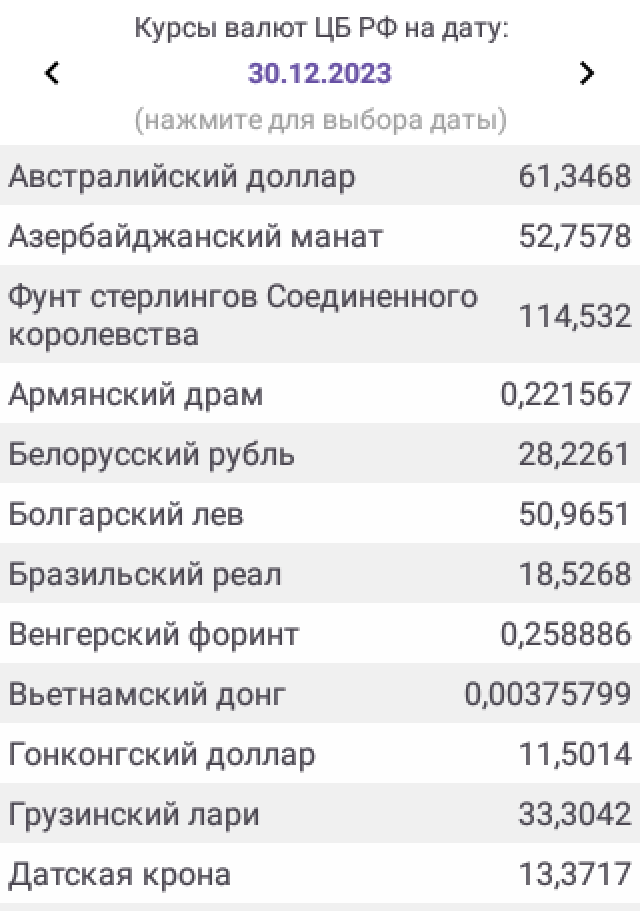 Курсы валют ЦБ РФ на дату:
30.12.2023
(нажмите для выбора даты)
Австралийский доллар 61,3468
Азербайджанский манат 52,7578
Фунт стерлингов Соединенного
королевства 114,532
Армянский драм 0,221567
Белорусский рубль 28,2261
Болгарский лев 50,9651
Бразильский реал 18,5268
Венгерский форинт 0,258886
Вьетнамский донг 0,00375799
Гонконгский доллар 11,5014
Грузинский лари 33,3042
Датская крона 13,3717